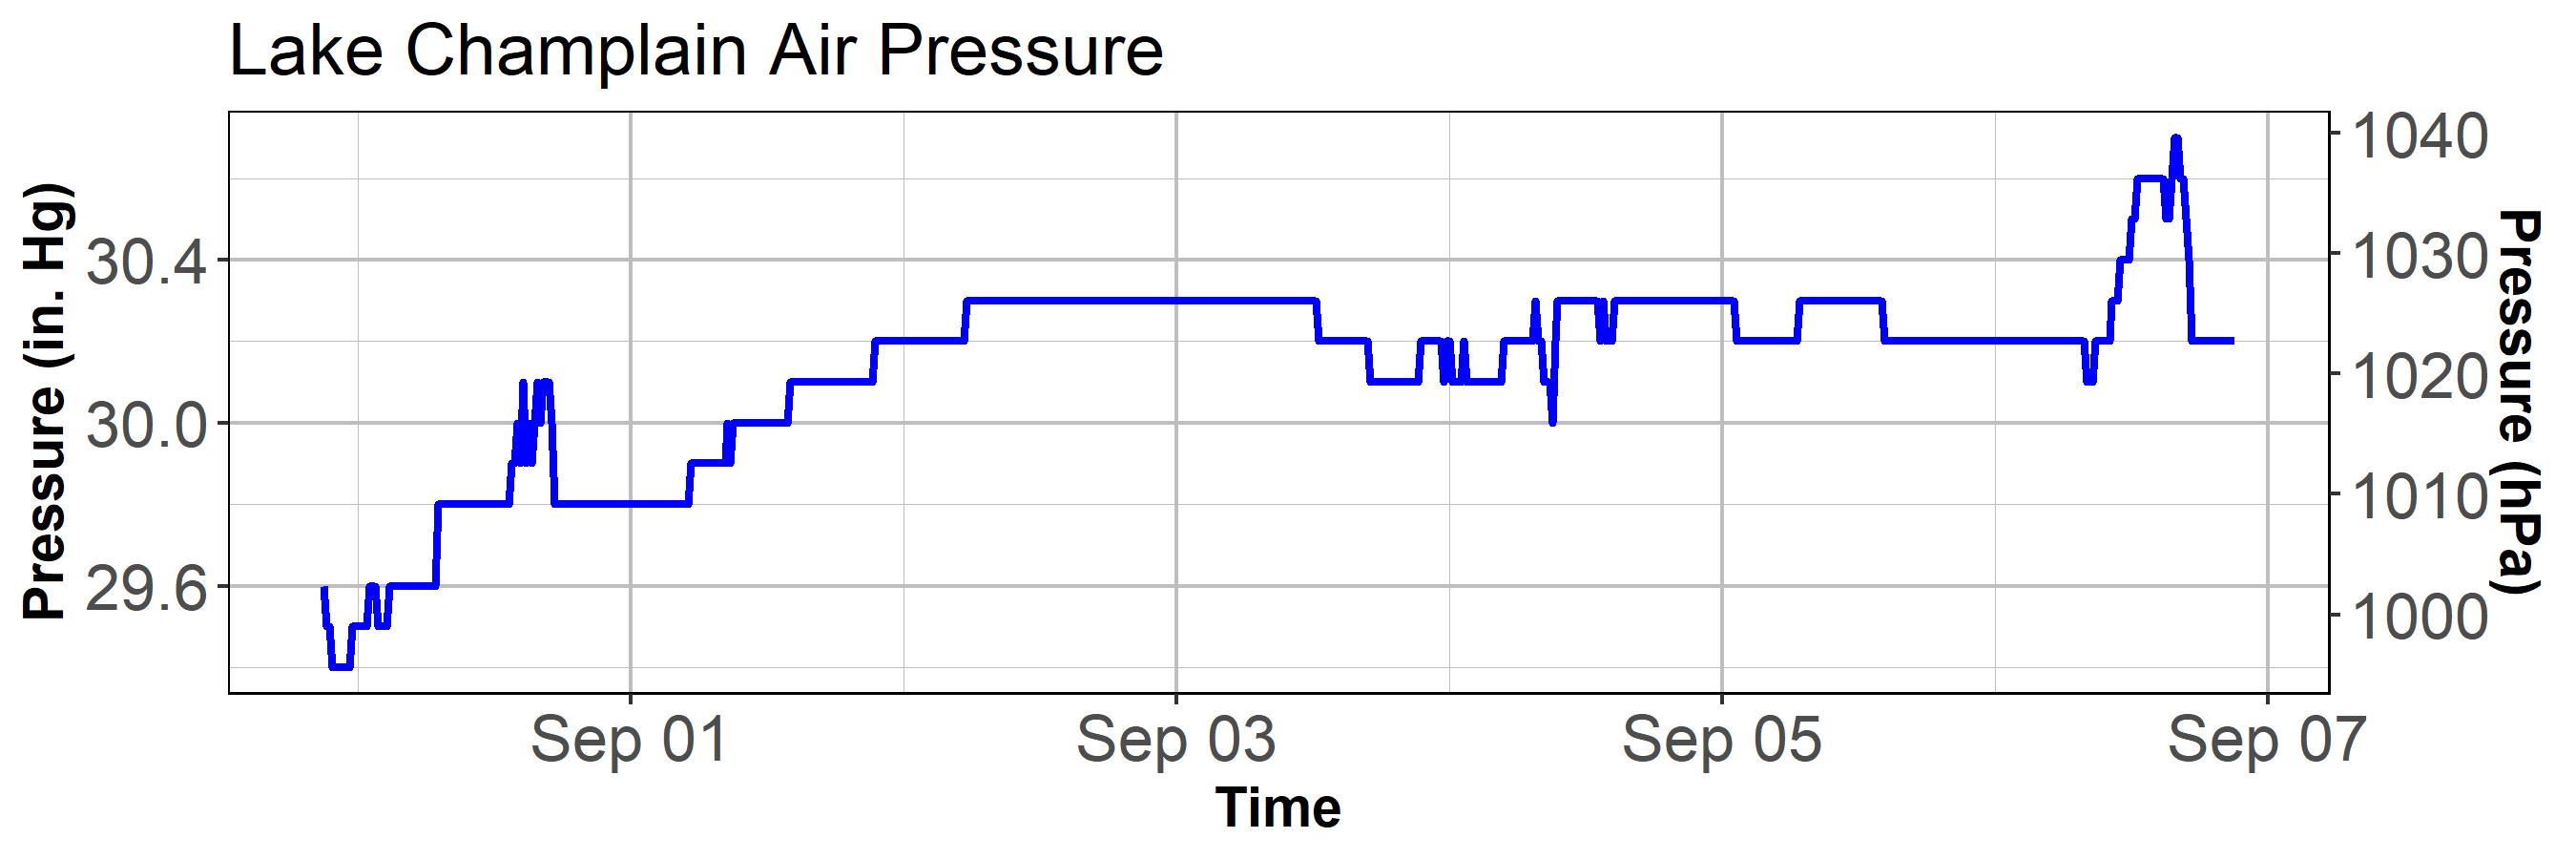 Lake Champlain Air Pressure
Pressure (in. Hg)
30.4
30.0
29.6
1040
1030
1020
1010
1000
Pressure (hPa)
Sep 01
Sep 03
Sep 05
Sep 07
Time